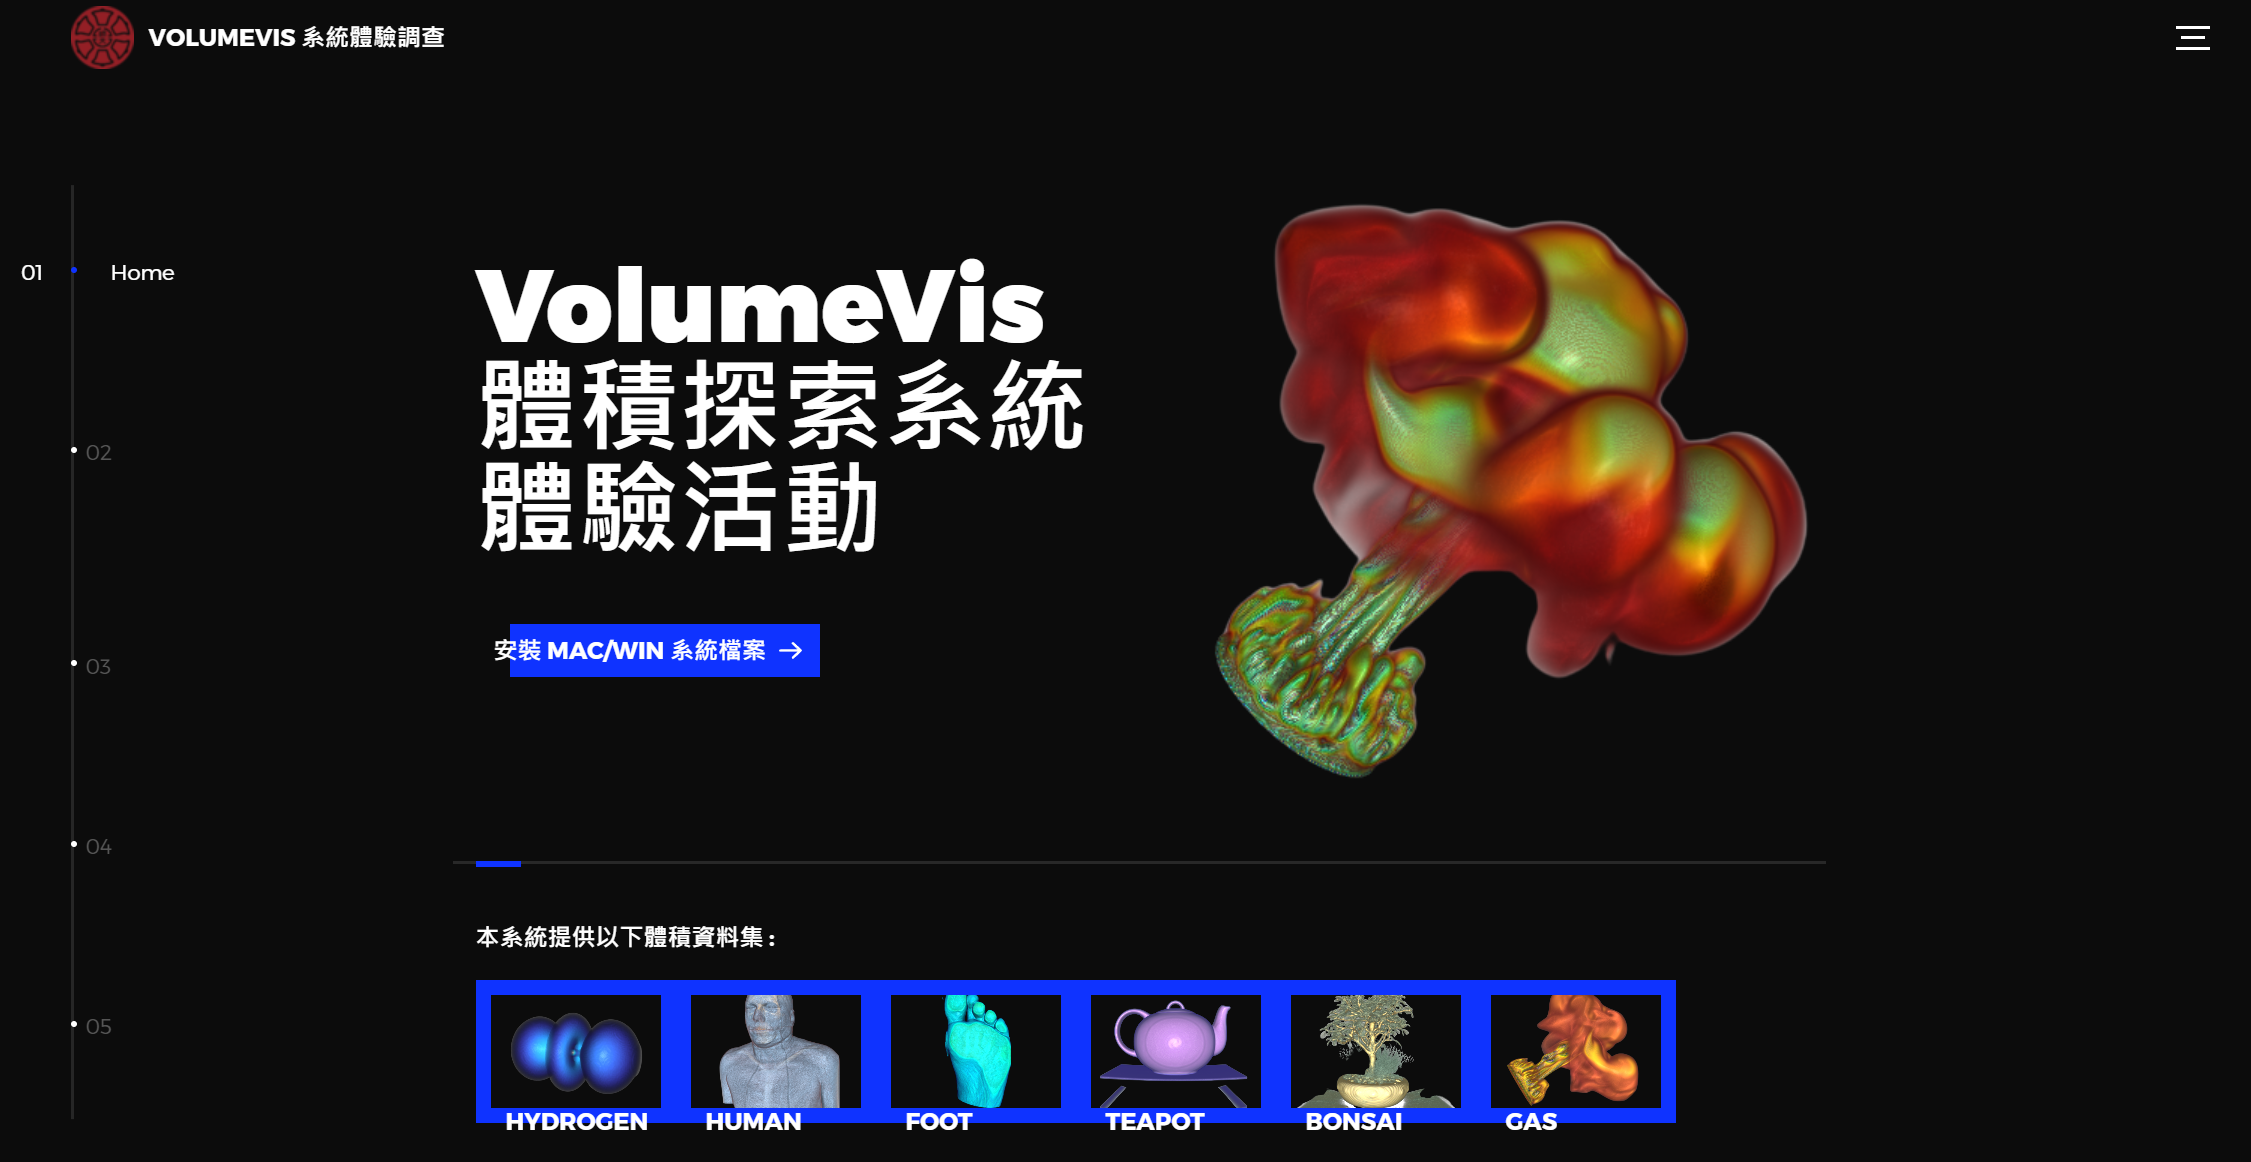 VOLUMEVIS 系統體驗調查
01 Home
VolumeVis
體積探索系統
體驗活動
02
安裝 MAC/WIN 系統檔案 →
03
04
本系統提供以下體積資料集:
05
HYDROGEN HUMAN FOOT TEAPOT BONSAI GAS